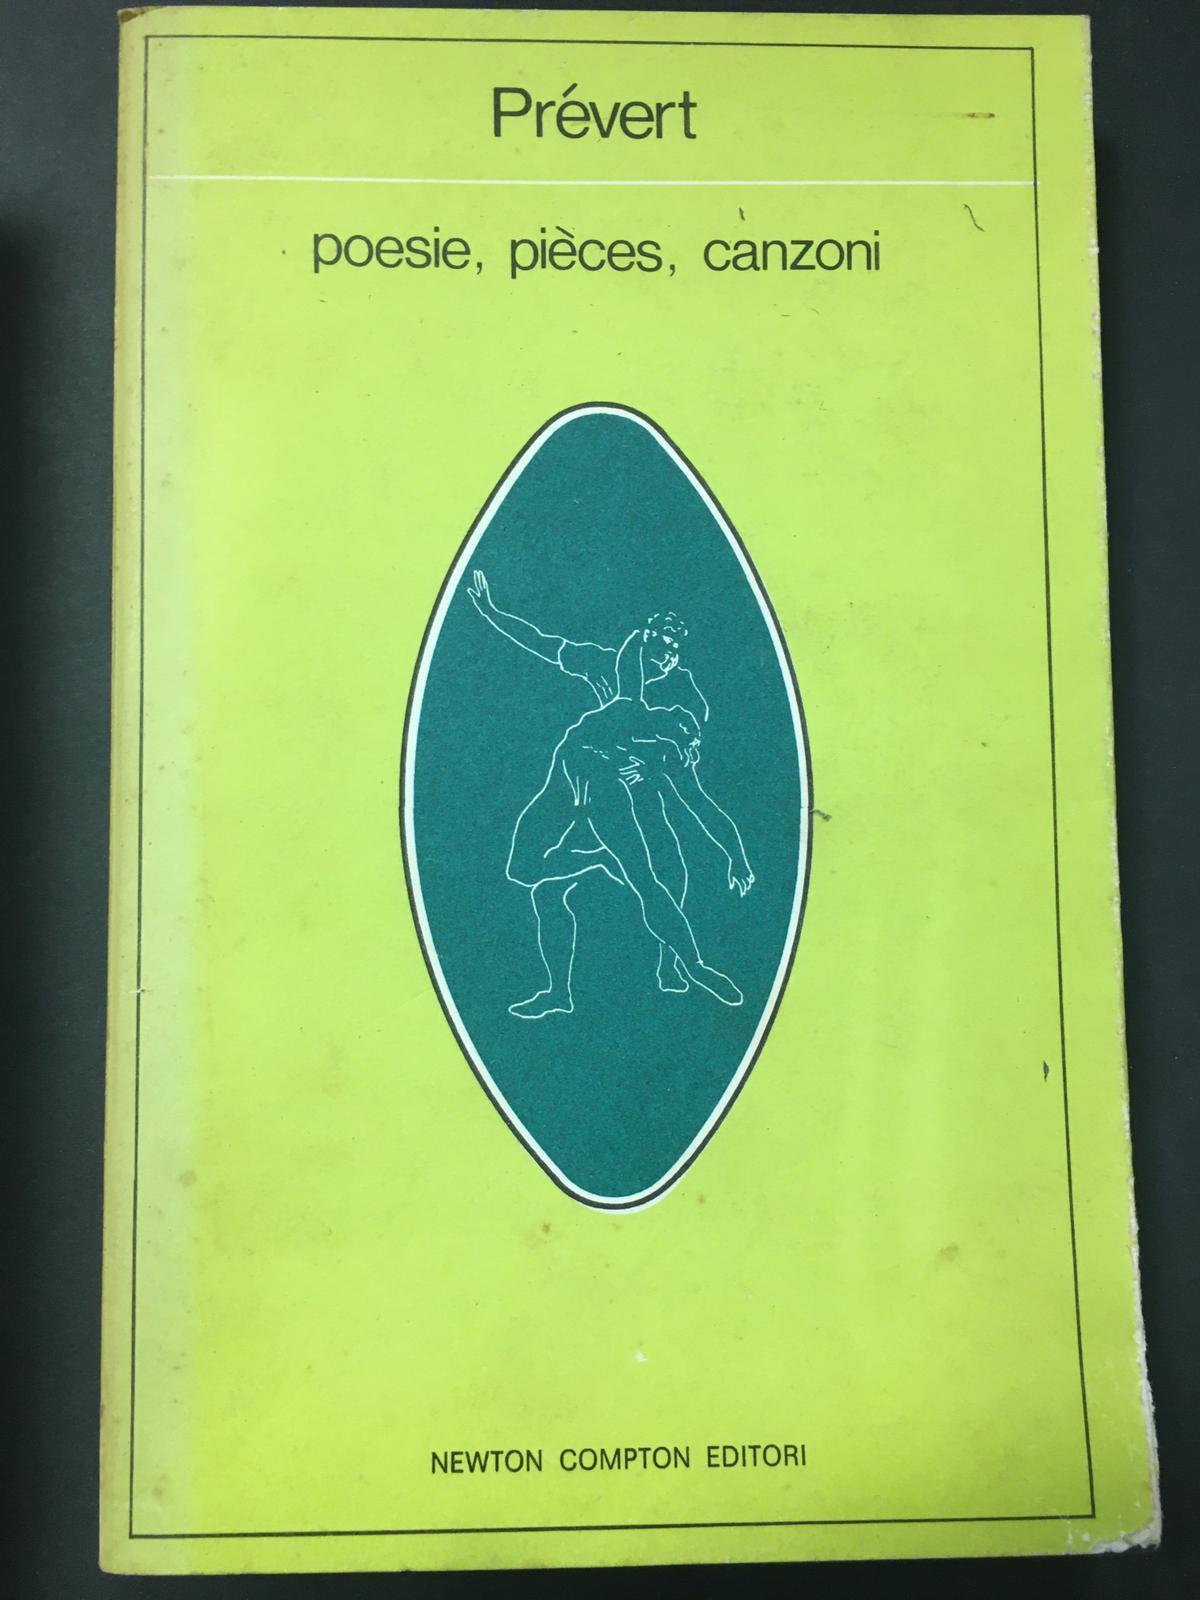 Prévert
poesie, pièces, canzoni
NEWTON COMPTON EDITORI